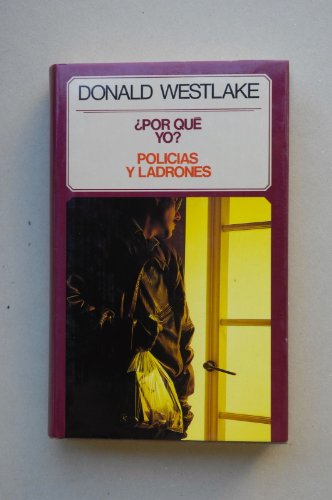 DONALD WESTLAKE
¿POR QUÉ
YO?
POLICIAS
Y LADRONES